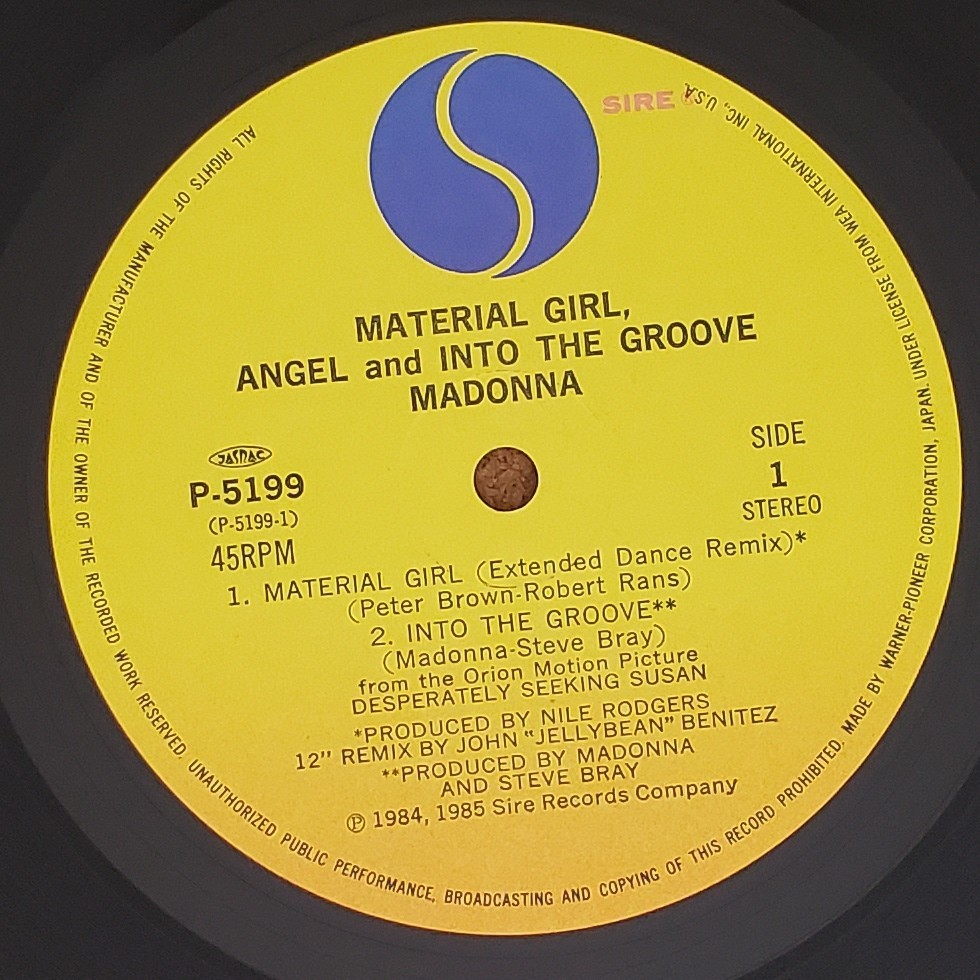 SIRE
MATERIAL GIRL,
ANGEL and INTO THE GROOVE
MADONNA
JASRAC
P-5199
(P-5199-1)
45RPM
SIDE
1
STEREO
1. MATERIAL GIRL (Extended Dance Remix)*
(Peter Brown-Robert Rans)
2. INTO THE GROOVE**
(Madonna-Steve Bray)
from the Orion Motion Picture
DESPERATELY SEEKING SUSAN
*PRODUCED BY NILE RODGERS
12" REMIX BY JOHN "JELLYBEAN" BENITEZ
**PRODUCED BY MADONNA
AND STEVE BRAY
Ⓟ 1984, 1985 Sire Records Company
ALL RIGHTS OF THE MANUFACTURER AND OF THE OWNER OF THE RECORDED WORK RESERVED. UNAUTHORIZED PUBLIC PERFORMANCE, BROADCASTING AND COPYING OF THIS RECORD PROHIBITED. MADE BY WARNER-PIONEER CORPORATION, JAPAN. UNDER LICENSE FROM WEA INTERNATIONAL INC., U.S.A.